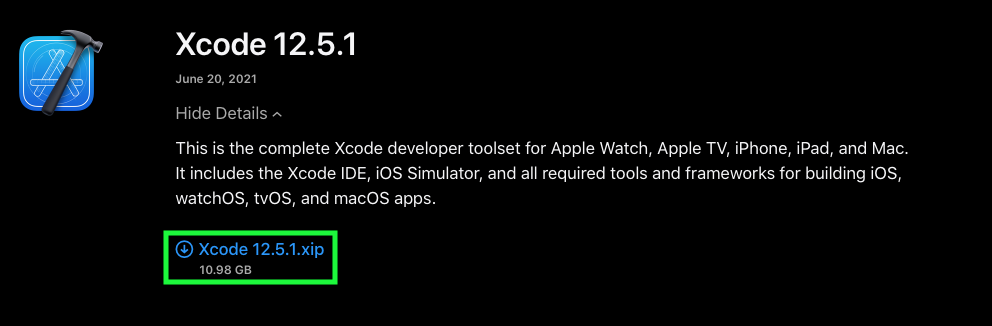 Xcode 12.5.1
June 20, 2021
Hide Details
This is the complete Xcode developer toolset for Apple Watch, Apple TV, iPhone, iPad, and Mac.
It includes the Xcode IDE, iOS Simulator, and all required tools and frameworks for building iOS,
watchOS, tvOS, and macOS apps.
Xcode 12.5.1.xip
10.98 GB